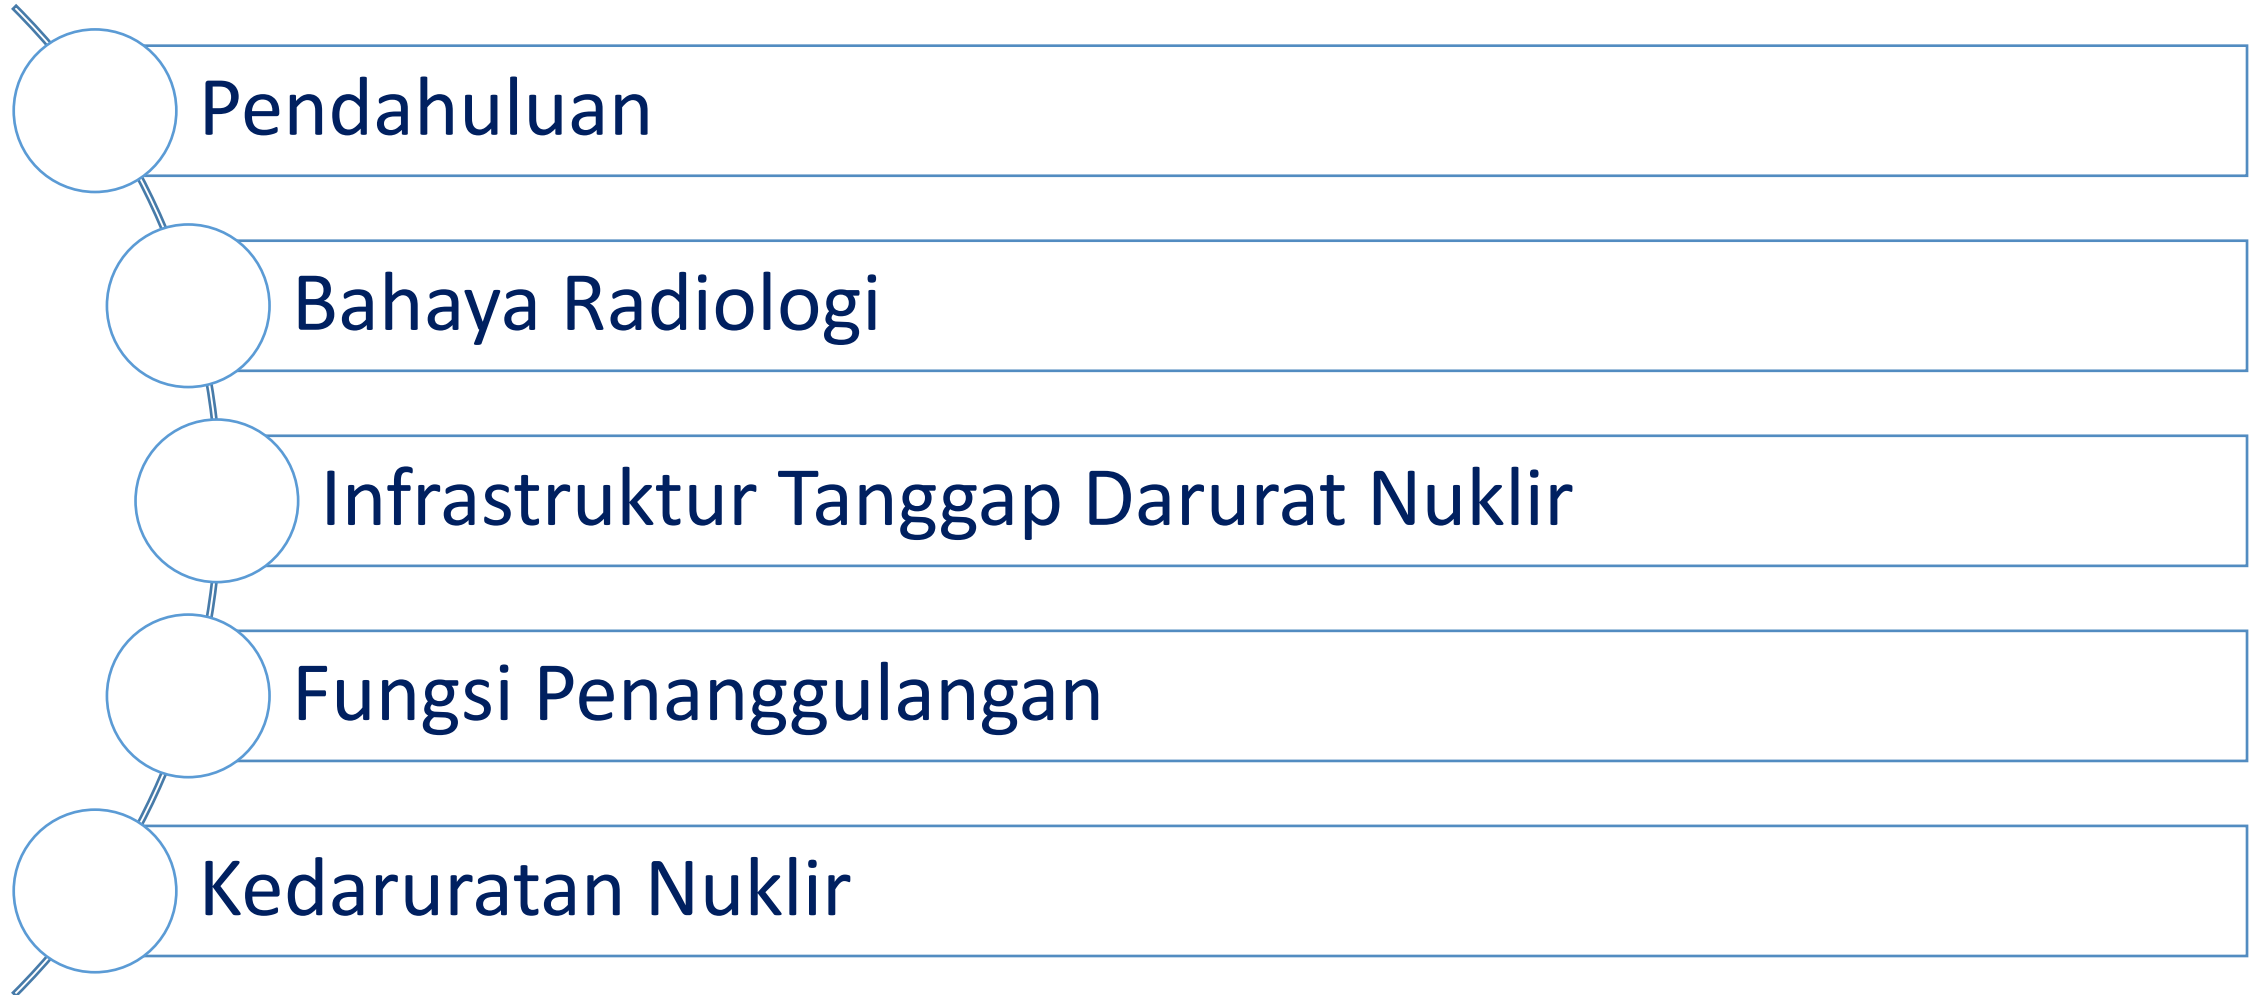 Pendahuluan
Bahaya Radiologi
Infrastruktur Tanggap Darurat Nuklir
Fungsi Penanggulangan
Kedaruratan Nuklir